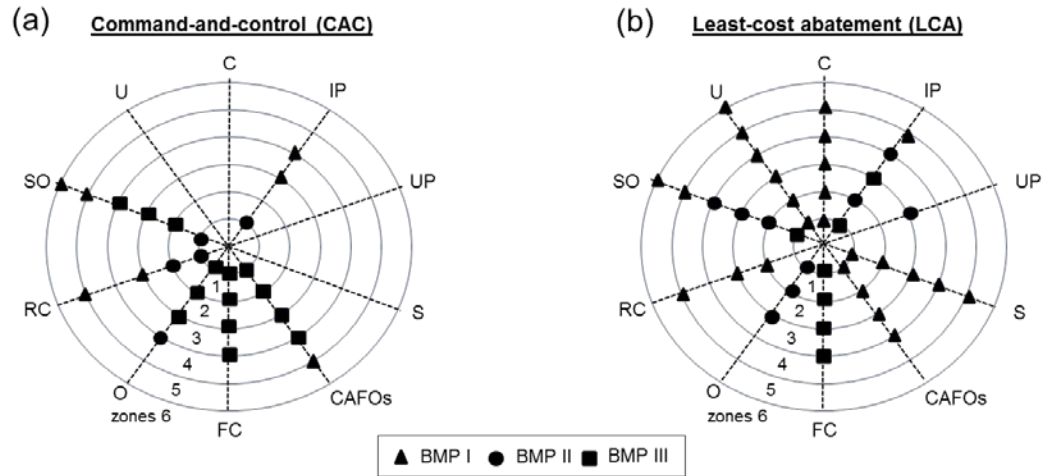 (a) Command-and-control (CAC)
C
U
IP
SO
UP
RC
S
O
CAFOs
FC
1
2
3
4
5
zones 6
(b) Least-cost abatement (LCA)
C
U
IP
SO
UP
RC
S
O
CAFOs
FC
1
2
3
4
5
zones 6
BMP I BMP II BMP III